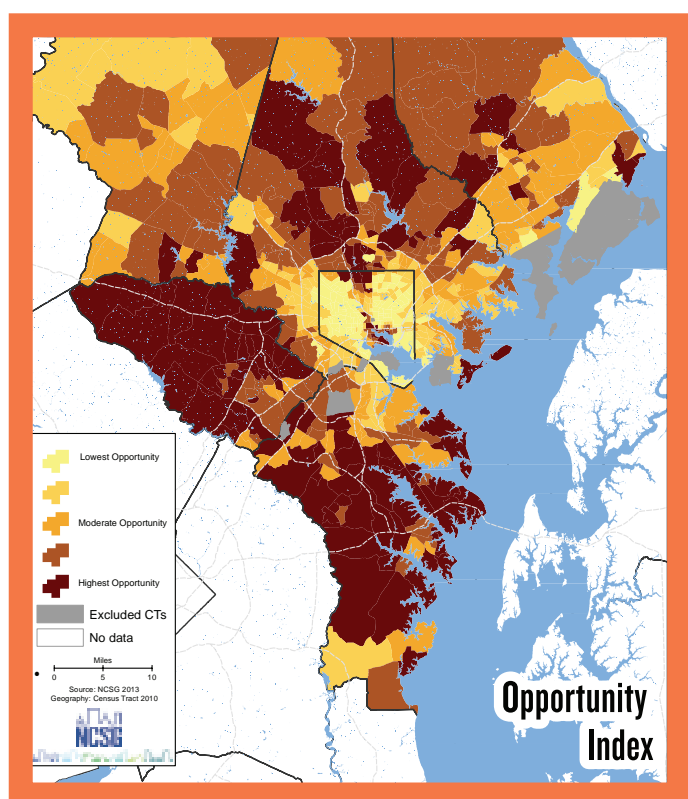 Lowest Opportunity
Moderate Opportunity
Highest Opportunity
Excluded CTs
No data
Miles
0 5 10
Source: NCSG 2013
Geography: Census Tract 2010
NCSG
Opportunity
Index